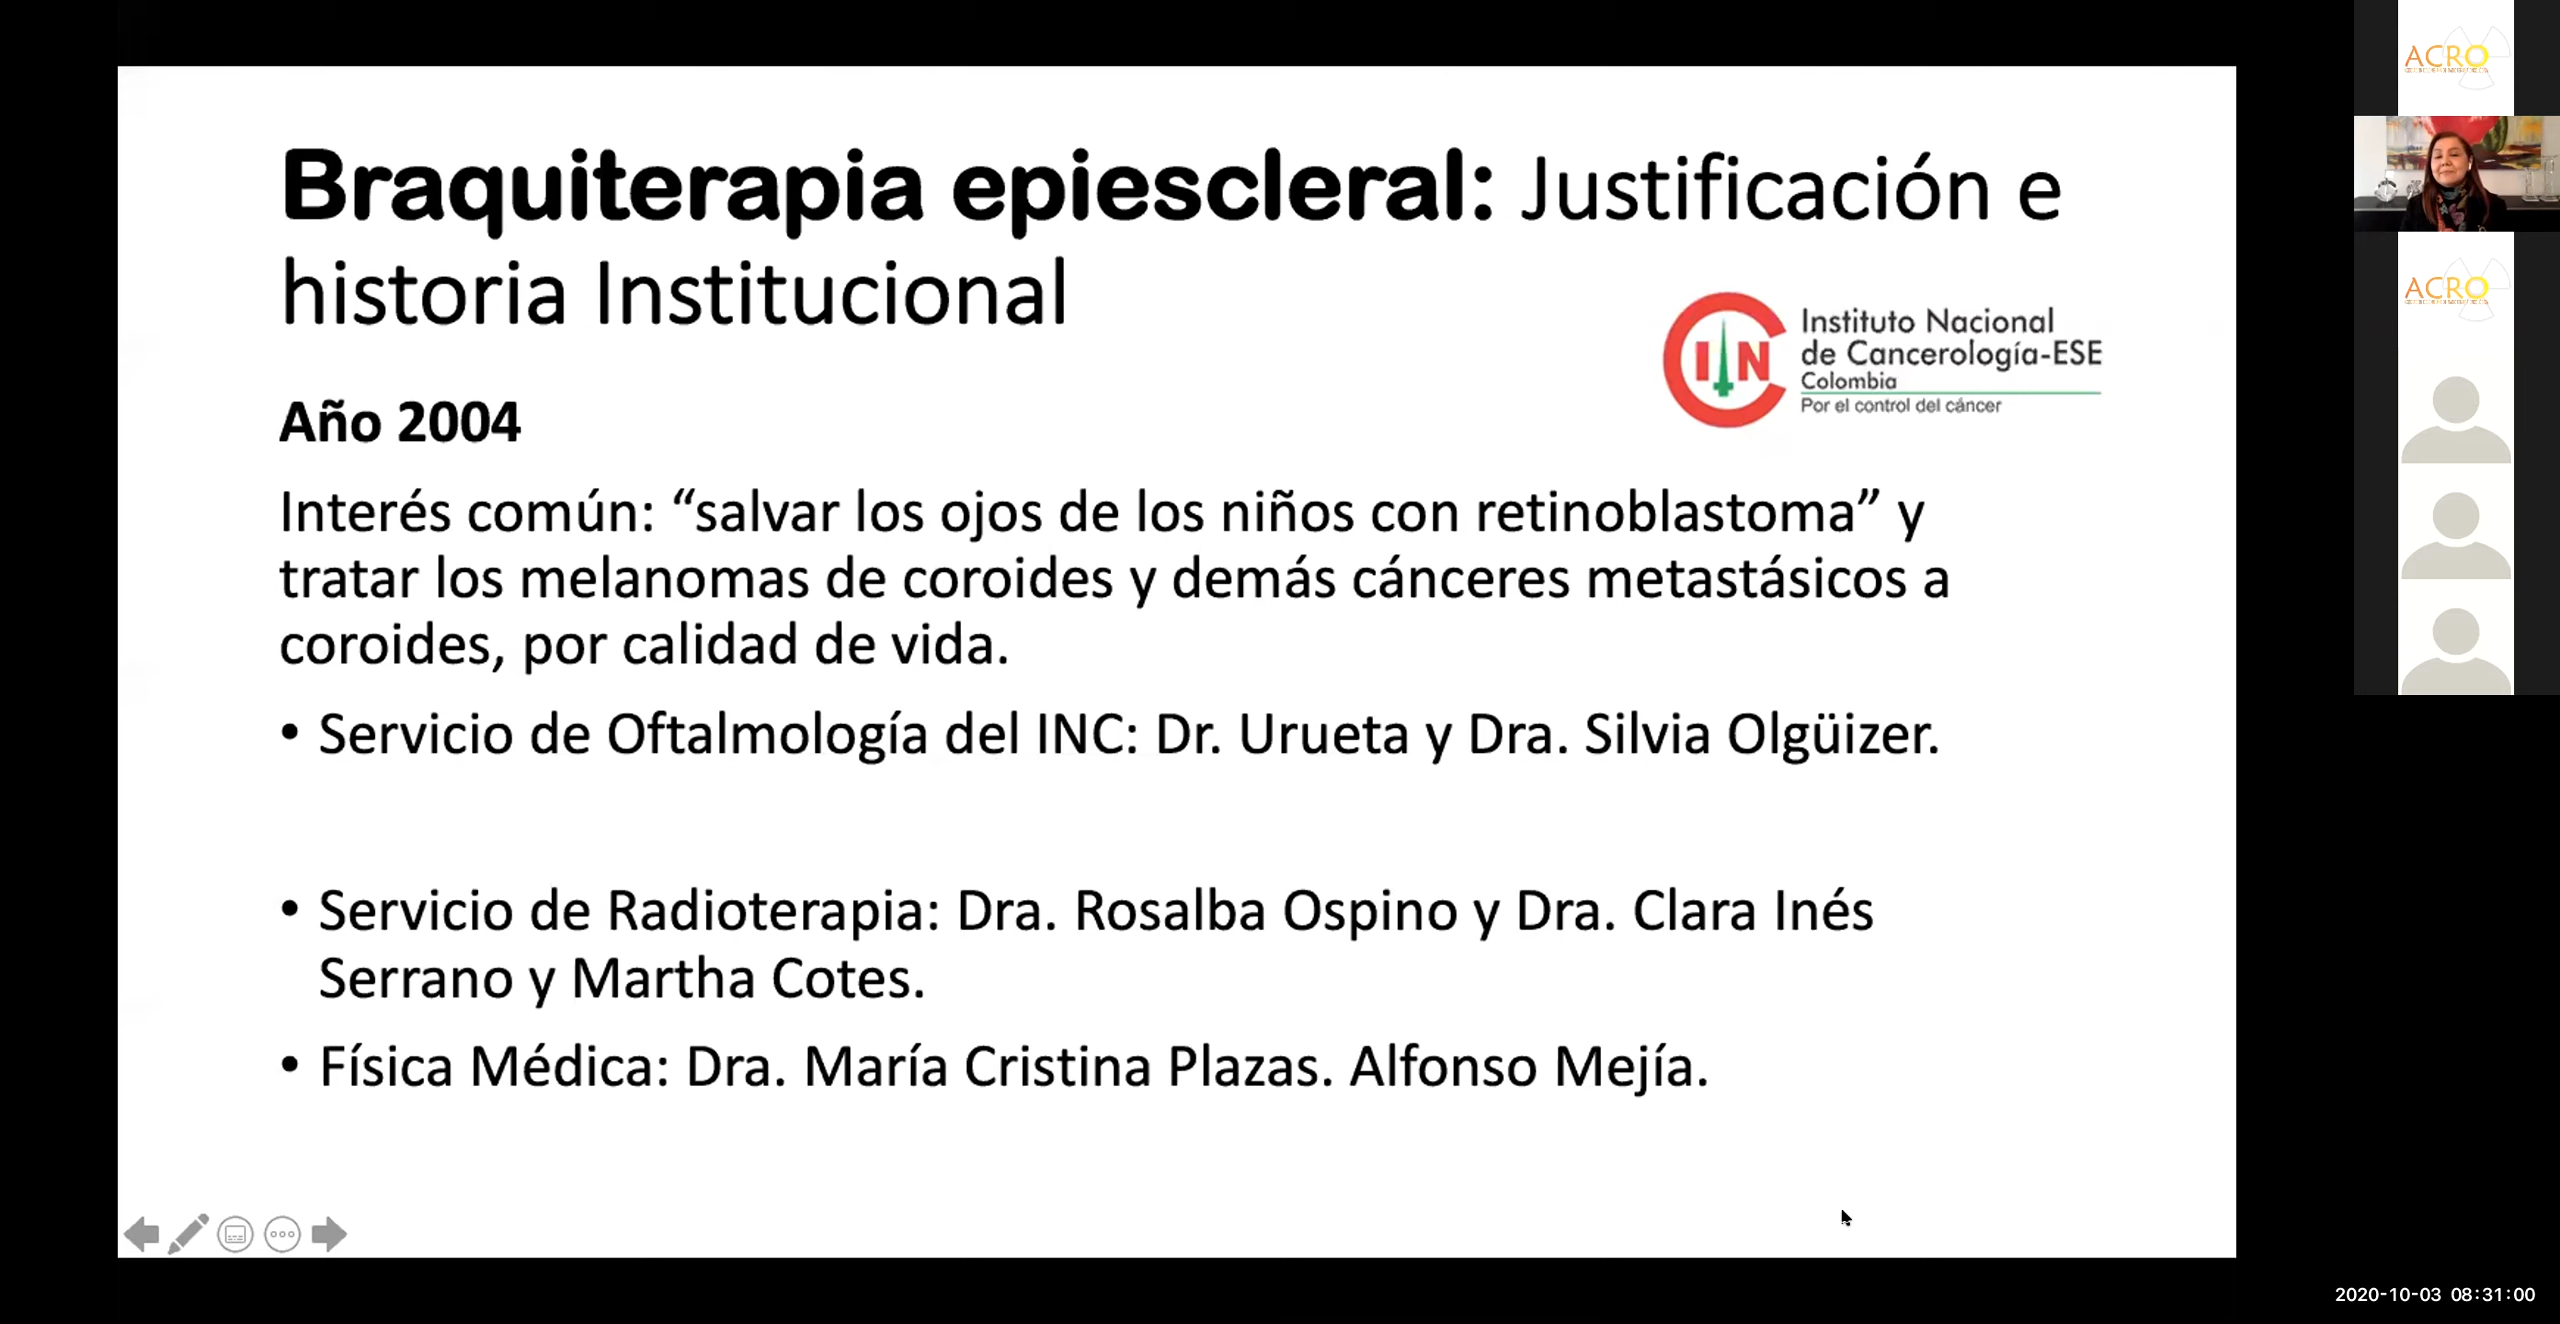 Braquiterapia epiescleral: Justificación e
historia Institucional
IN
Instituto Nacional
de Cancerología-ESE
Colombia
Por el control del cáncer
Año 2004
Interés común: “salvar los ojos de los niños con retinoblastoma” y
tratar los melanomas de coroides y demás cánceres metastásicos a
coroides, por calidad de vida.
• Servicio de Oftalmología del INC: Dr. Urueta y Dra. Silvia Olgüizer.
• Servicio de Radioterapia: Dra. Rosalba Ospino y Dra. Clara Inés
Serrano y Martha Cotes.
• Física Médica: Dra. María Cristina Plazas. Alfonso Mejía.
ACRO
ACRO
2020-10-03 08:31:00